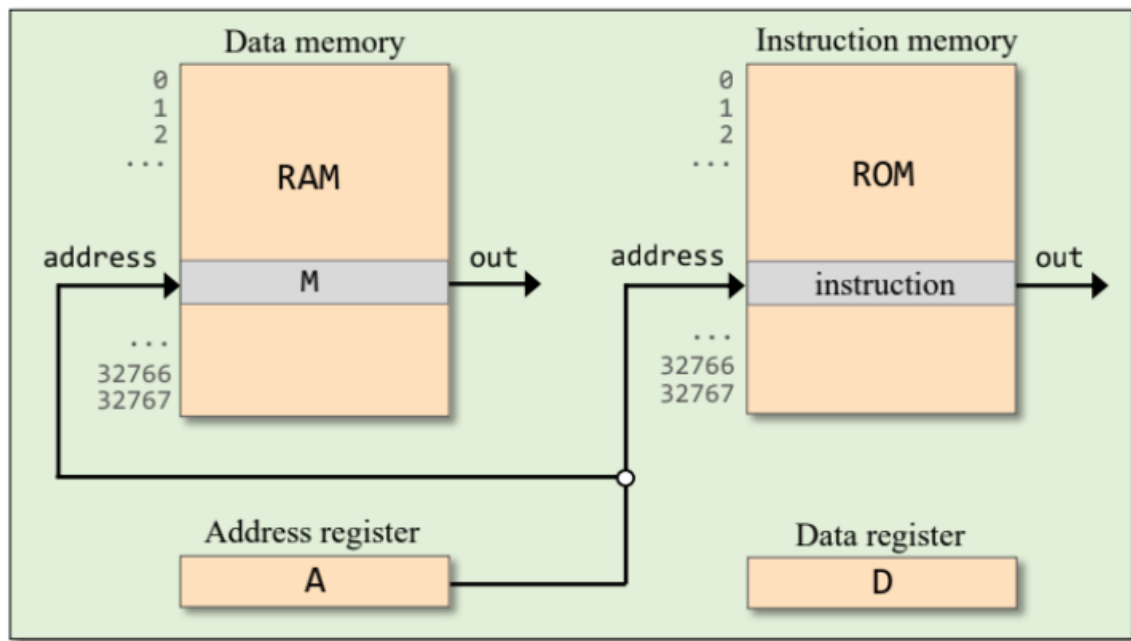 Data memory
0
1
2
...
RAM
address
M
out
...
32766
32767
Instruction memory
0
1
2
...
ROM
address
instruction
out
...
32766
32767
Address register
A
Data register
D